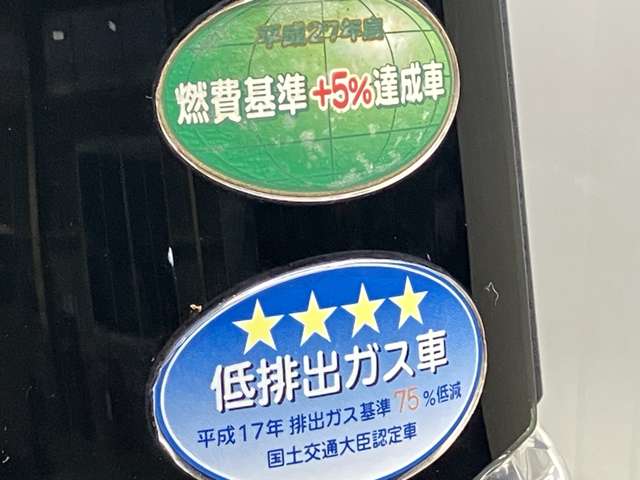 平成27年度
燃費基準+5%達成車
低排出ガス車
平成17年 排出ガス基準75%低減
国土交通大臣認定車